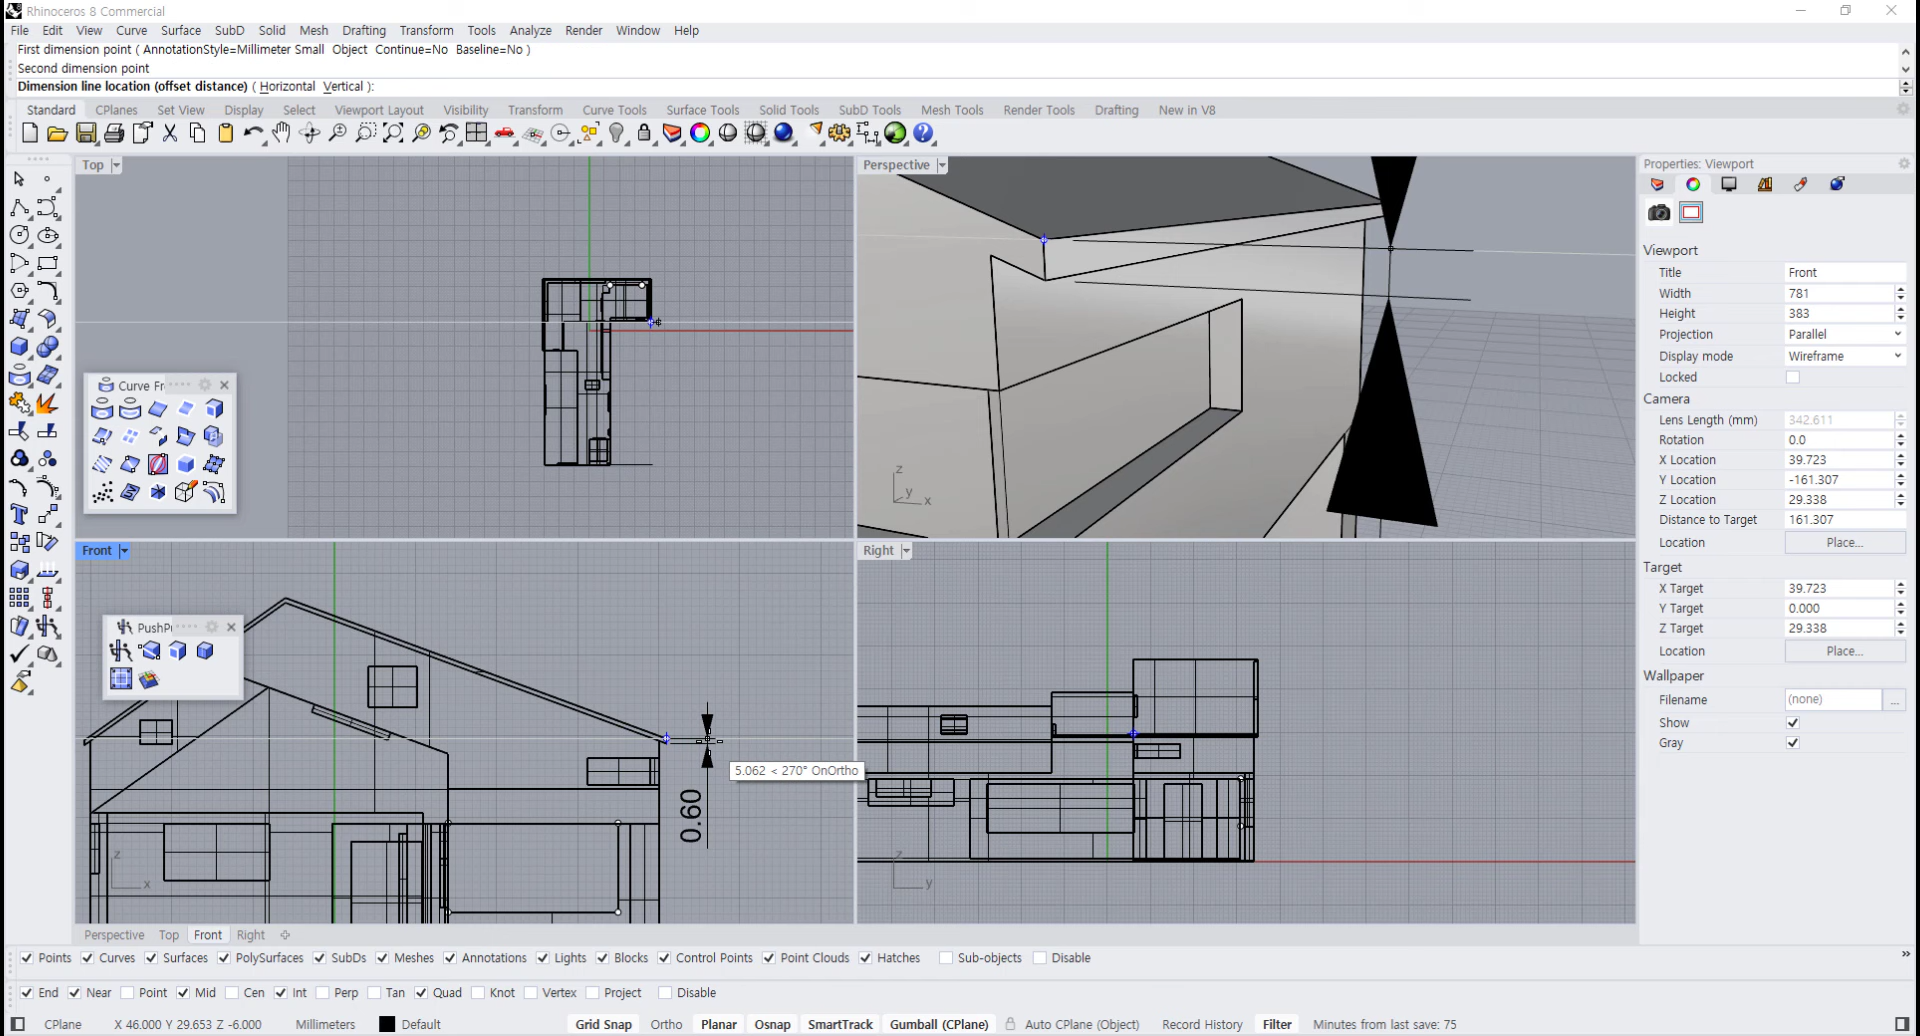 Rhinoceros 8 Commercial
File Edit View Curve Surface SubD Solid Mesh Drafting Transform Tools Analyze Render Window Help
First dimension point ( AnnotationStyle=Millimeter Small Object Continue=No Baseline=No )
Second dimension point
Dimension line location (offset distance) ( Horizontal Vertical ):
Standard CPlanes Set View Display Select Viewport Layout Visibility Transform Curve Tools Surface Tools Solid Tools SubD Tools Mesh Tools Render Tools Drafting New in V8
Top
Perspective
Properties: Viewport
Viewport
Title Front
Width 781
Height 383
Projection Parallel
Display mode Wireframe
Locked
Camera
Lens Length (mm) 342.611
Rotation 0.0
X Location 39.723
Y Location -161.307
Z Location 29.338
Distance to Target 161.307
Location Place...
Target
X Target 39.723
Y Target 0.000
Z Target 29.338
Location Place...
Wallpaper
Filename (none) ...
Show
Gray
Curve Fr
z
y
x
Front
Right
PushP
5.062 < 270° OnOrtho
0.60
z
x
z
y
Perspective Top Front Right
Points Curves Surfaces PolySurfaces SubDs Meshes Annotations Lights Blocks Control Points Point Clouds Hatches Sub-objects Disable
End Near Point Mid Cen Int Perp Tan Quad Knot Vertex Project Disable
CPlane X 46.000 Y 29.653 Z -6.000 Millimeters Default Grid Snap Ortho Planar Osnap SmartTrack Gumball (CPlane) Auto CPlane (Object) Record History Filter Minutes from last save: 75